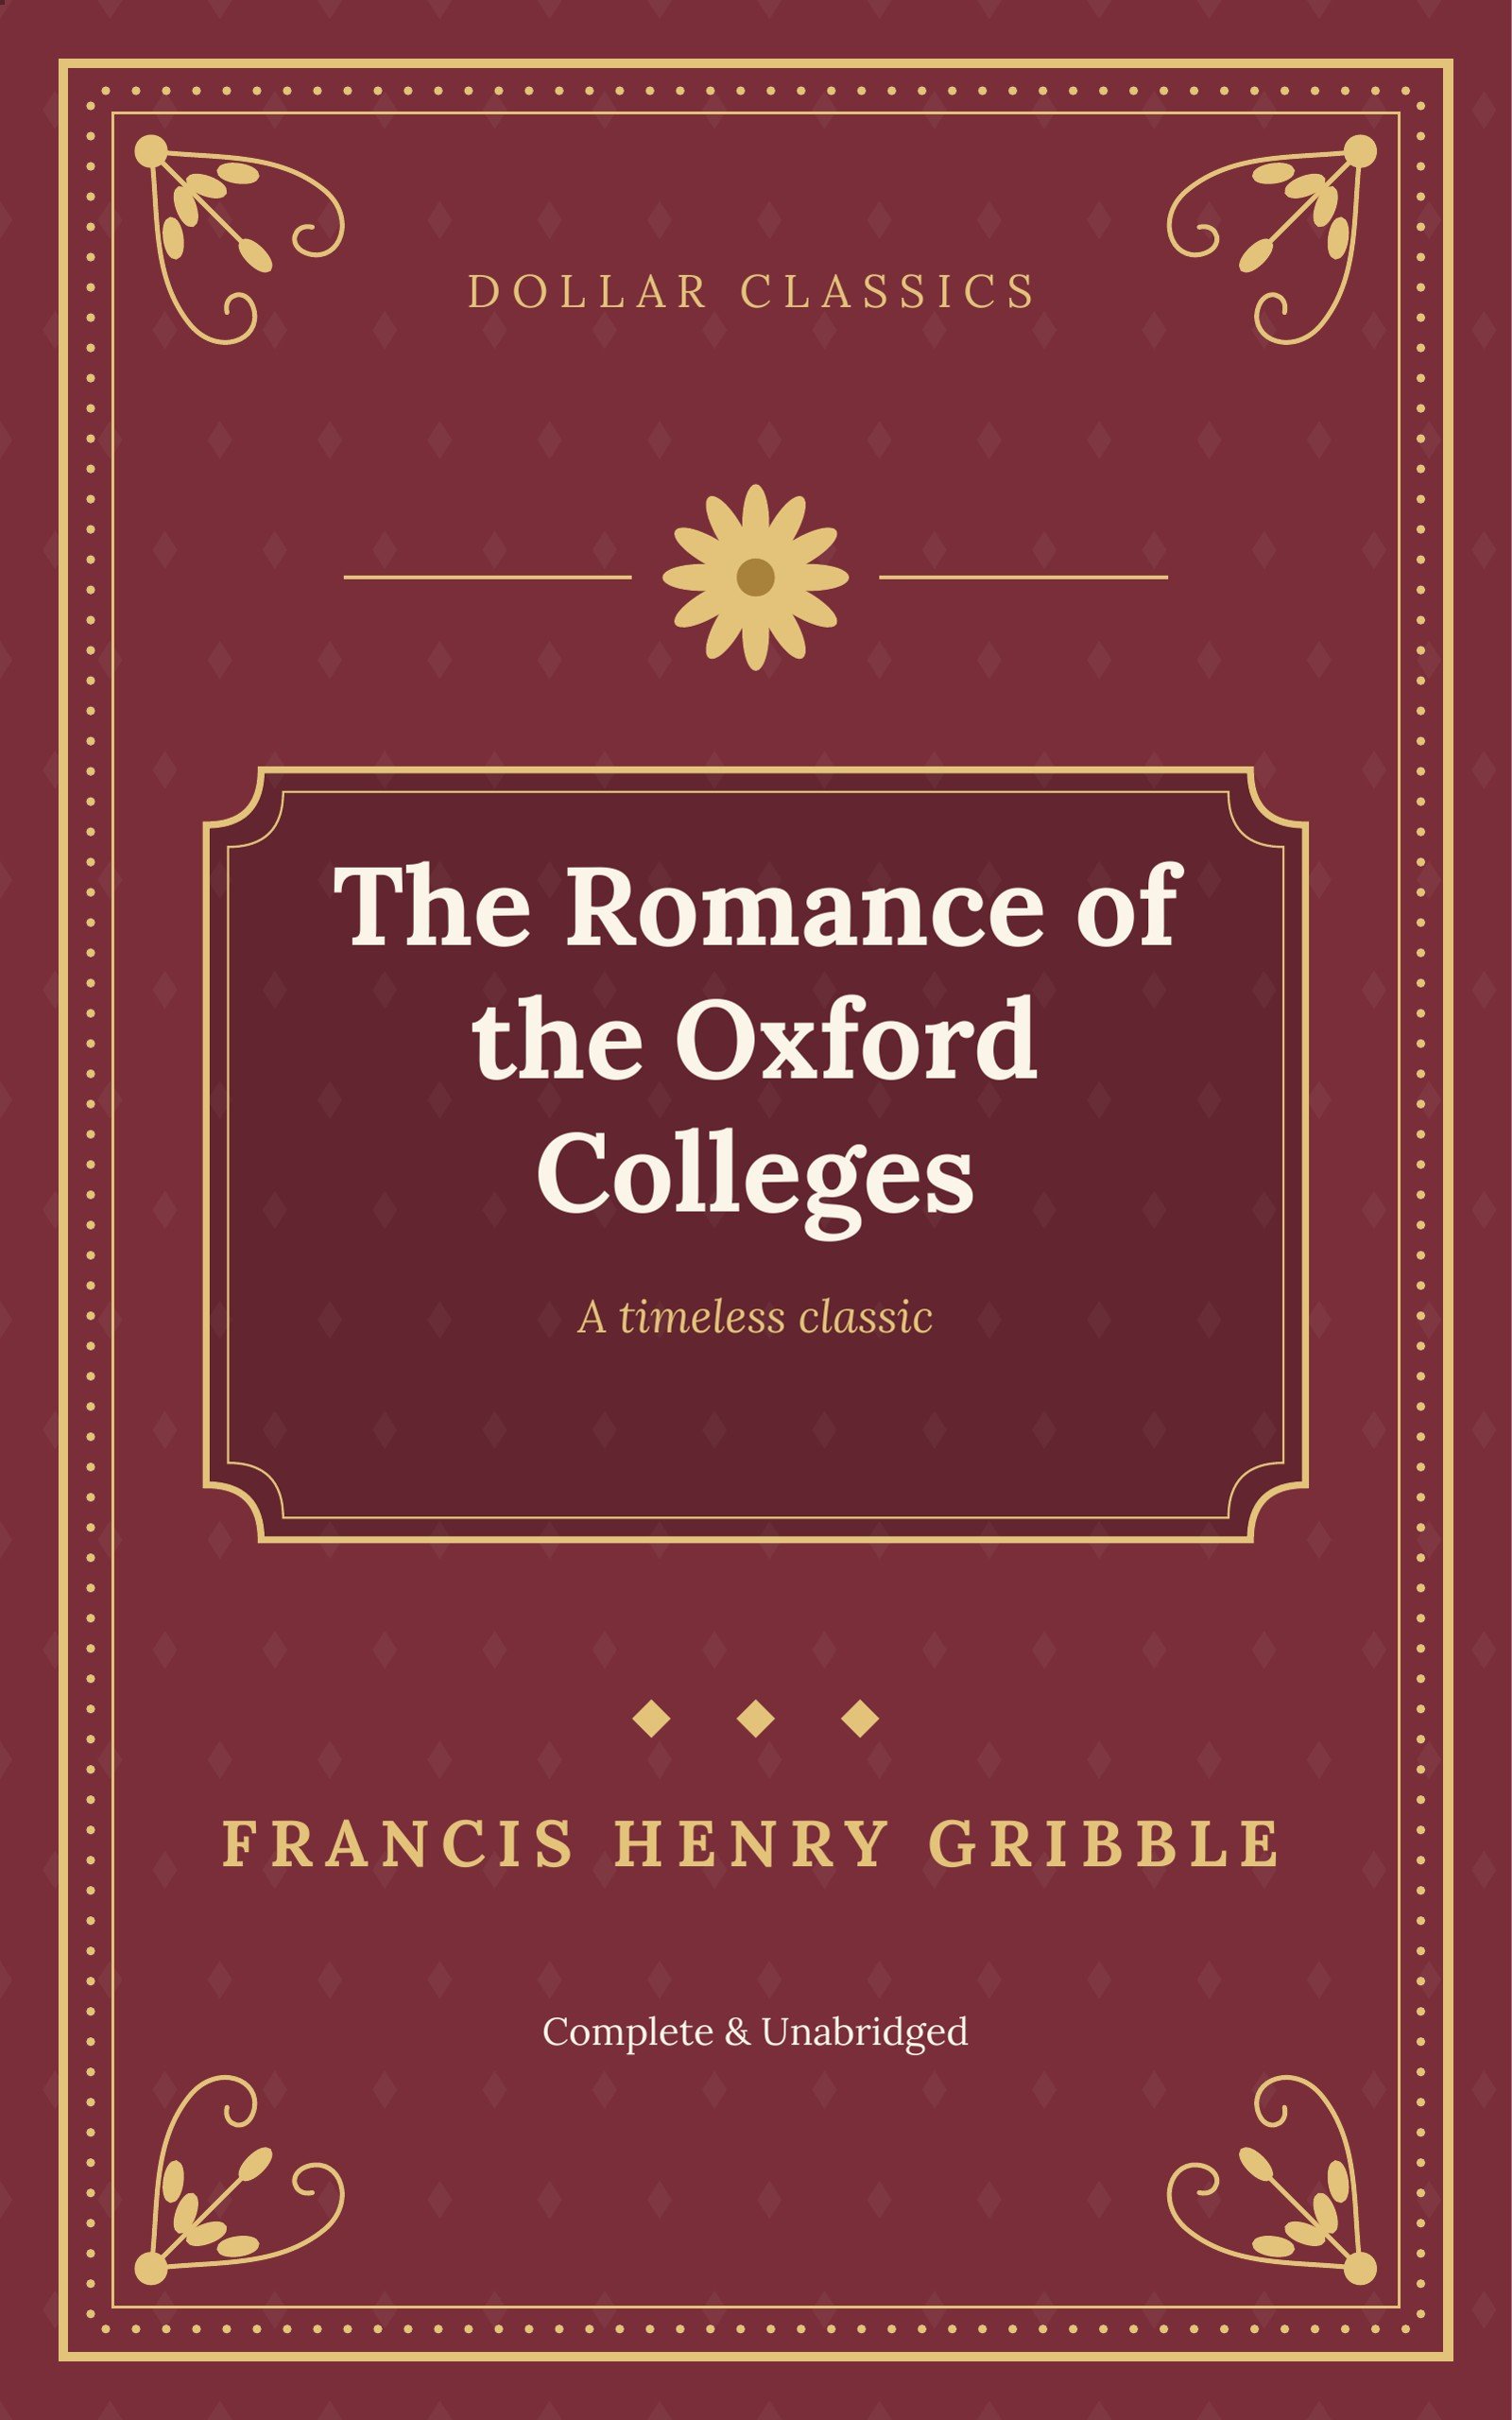 DOLLAR CLASSICS
The Romance of
the Oxford
Colleges
A timeless classic
FRANCIS HENRY GRIBBLE
Complete & Unabridged